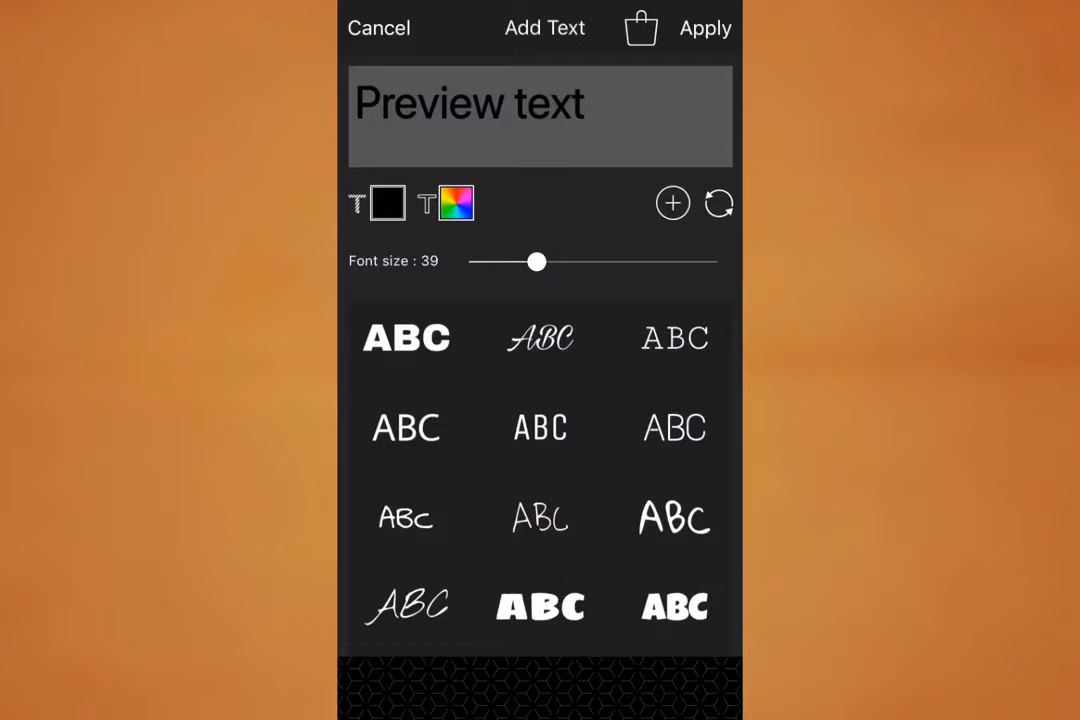 Cancel Add Text Apply
Preview text
T T
Font size : 39
ABC ABC ABC
ABC ABC ABC
ABC ABC ABC
ABC ABC ABC